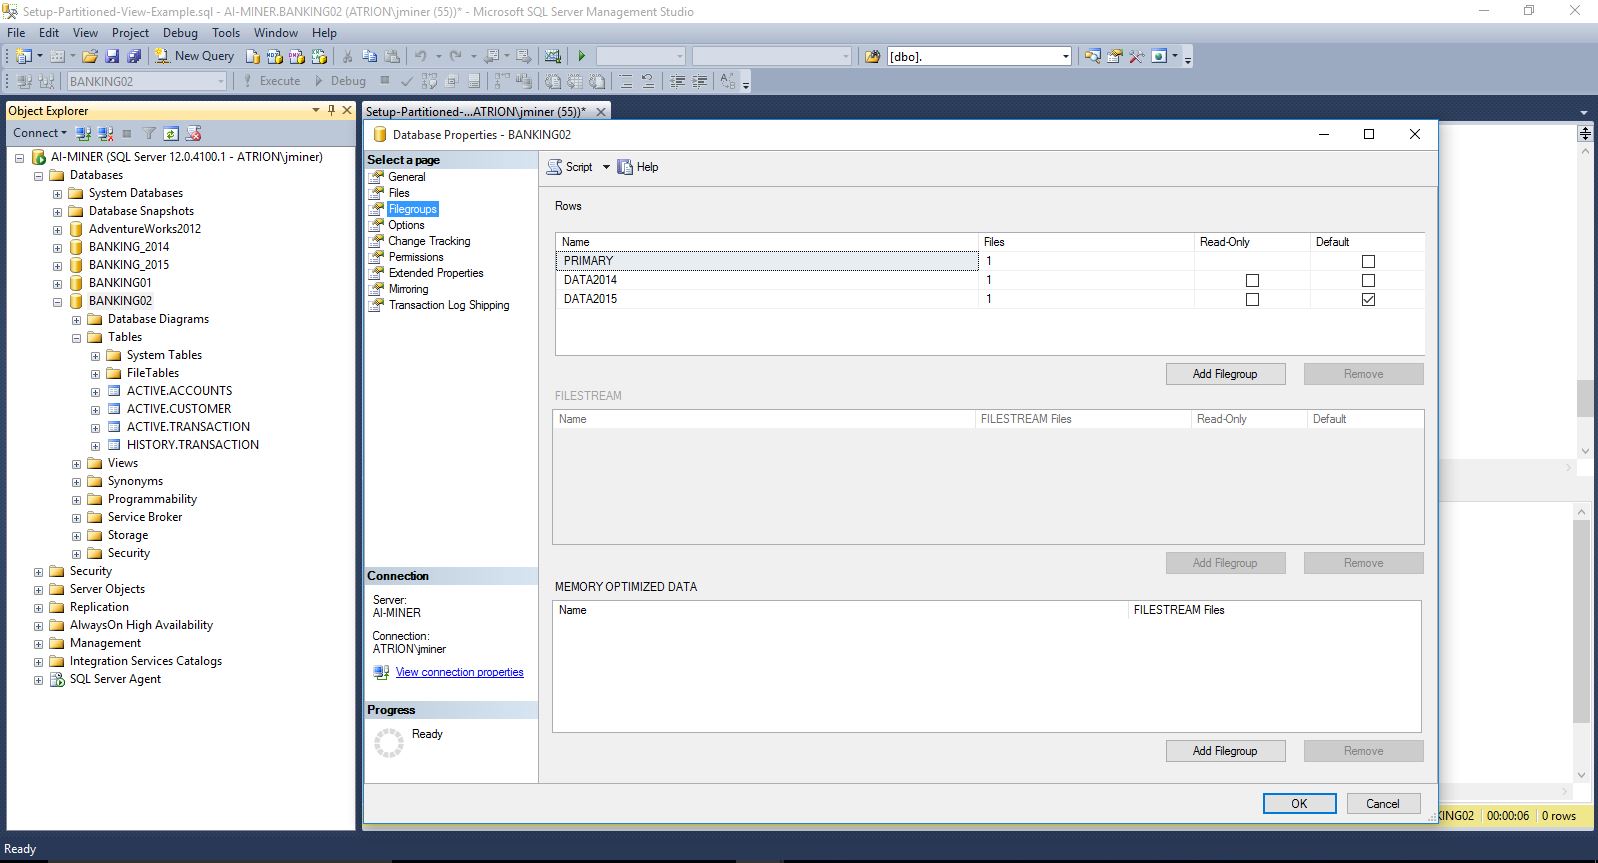 Setup-Partitioned-View-Example.sql - AI-MINER.BANKING02 (ATRION\jminer (55))* - Microsoft SQL Server Management Studio
File Edit View Project Debug Tools Window Help
New Query [dbo].
BANKING02 Execute Debug
Object Explorer
Connect
AI-MINER (SQL Server 12.0.4100.1 - ATRION\jminer)
Databases
System Databases
Database Snapshots
AdventureWorks2012
BANKING_2014
BANKING_2015
BANKING01
BANKING02
Database Diagrams
Tables
System Tables
FileTables
ACTIVE.ACCOUNTS
ACTIVE.CUSTOMER
ACTIVE.TRANSACTION
HISTORY.TRANSACTION
Views
Synonyms
Programmability
Service Broker
Storage
Security
Security
Server Objects
Replication
AlwaysOn High Availability
Management
Integration Services Catalogs
SQL Server Agent
Setup-Partitioned-...ATRION\jminer (55))*
Database Properties - BANKING02
Select a page
General
Files
Filegroups
Options
Change Tracking
Permissions
Extended Properties
Mirroring
Transaction Log Shipping
Connection
Server:
AI-MINER
Connection:
ATRION\jminer
View connection properties
Progress
Ready
Script Help
Rows
Name Files Read-Only Default
PRIMARY 1
DATA2014 1
DATA2015 1
Add Filegroup Remove
FILESTREAM
Name FILESTREAM Files Read-Only Default
Add Filegroup Remove
MEMORY OPTIMIZED DATA
Name FILESTREAM Files
Add Filegroup Remove
OK Cancel
KING02 00:00:06 0 rows
Ready